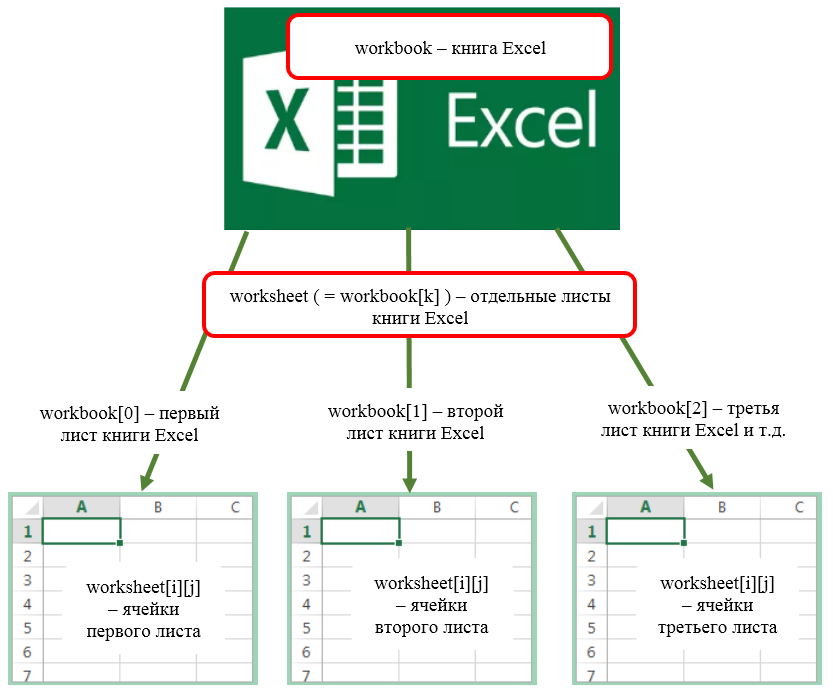 workbook – книга Excel
X
Excel
worksheet ( = workbook[k] ) – отдельные листы
книги Excel
workbook[0] – первый
лист книги Excel
workbook[1] – второй
лист книги Excel
workbook[2] – третья
лист книги Excel и т.д.
A B C
1
2
3
4
5
6
7
worksheet[i][j]
– ячейки
первого листа
A B C
1
2
3
4
5
6
7
worksheet[i][j]
– ячейки
второго листа
A B C
1
2
3
4
5
6
7
worksheet[i][j]
– ячейки
третьего листа